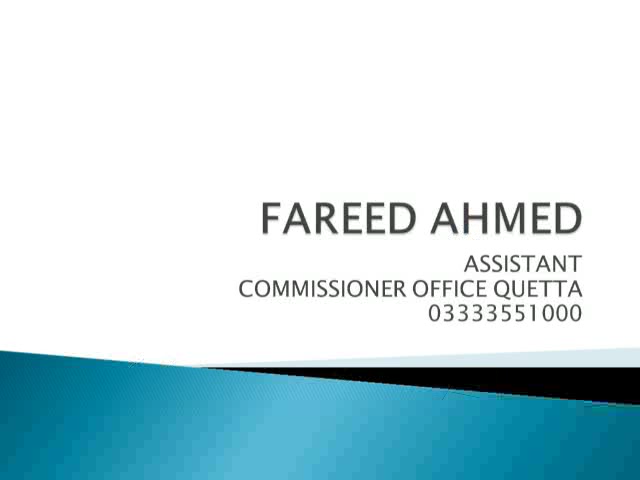 FAREED AHMED
ASSISTANT
COMMISSIONER OFFICE QUETTA
03333551000